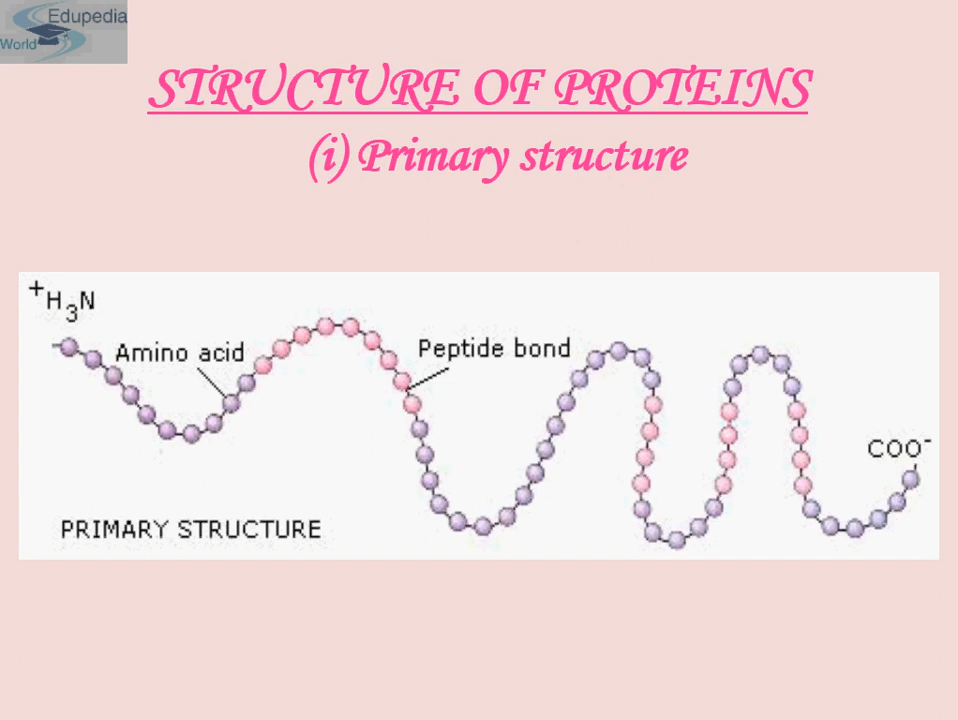 Edupedia
World
STRUCTURE OF PROTEINS
(i) Primary structure
+H3N
Amino acid
Peptide bond
COO-
PRIMARY STRUCTURE